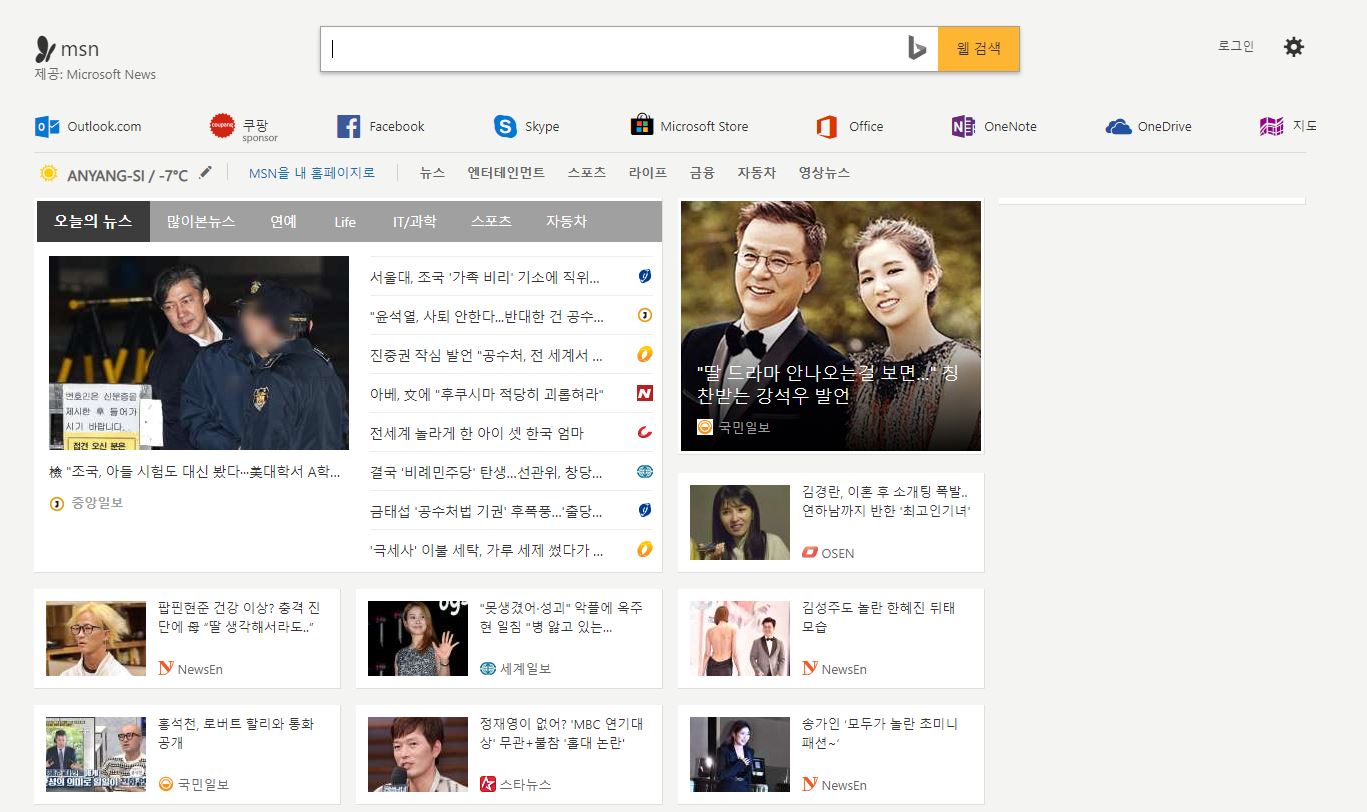 msn
제공: Microsoft News
웹 검색
로그인
Outlook.com
coupang
쿠팡
sponsor
Facebook
Skype
Microsoft Store
Office
OneNote
OneDrive
지도
ANYANG-SI / -7°C
MSN을 내 홈페이지로
뉴스
엔터테인먼트
스포츠
라이프
금융
자동차
영상뉴스
오늘의 뉴스
많이본뉴스
연예
Life
IT/과학
스포츠
자동차
변호인은 신분증을
제시한 후 들어가
시기 바랍니다.
접견 오신 분은
檢 "조국, 아들 시험도 대신 봤다…美대학서 A학...
중앙일보
서울대, 조국 '가족 비리' 기소에 직위...
"윤석열, 사퇴 안한다...반대한 건 공수...
진중권 작심 발언 "공수처, 전 세계서 ...
아베, 文에 "후쿠시마 적당히 괴롭혀라"
전세계 놀라게 한 아이 셋 한국 엄마
결국 '비례민주당' 탄생...선관위, 창당...
금태섭 '공수처법 기권' 후폭풍...'출당...
'극세사' 이불 세탁, 가루 세제 썼다가 ...
"딸 드라마 안나오는걸 보면..." 칭
찬받는 강석우 발언
국민일보
김경란, 이혼 후 소개팅 폭발..
연하남까지 반한 '최고인기녀'
OSEN
팝핀현준 건강 이상? 충격 진
단에 母 “딸 생각해서라도..”
NewsEn
"못생겼어·성괴" 악플에 옥주
현 일침 "병 앓고 있는...
세계일보
김성주도 놀란 한혜진 뒤태
모습
NewsEn
홍석천, 로버트 할리와 통화
공개
국민일보
정재영이 없어? 'MBC 연기대
상' 무관+불참 '홀대 논란'
스타뉴스
송가인 ‘모두가 놀란 초미니
패션~’
NewsEn